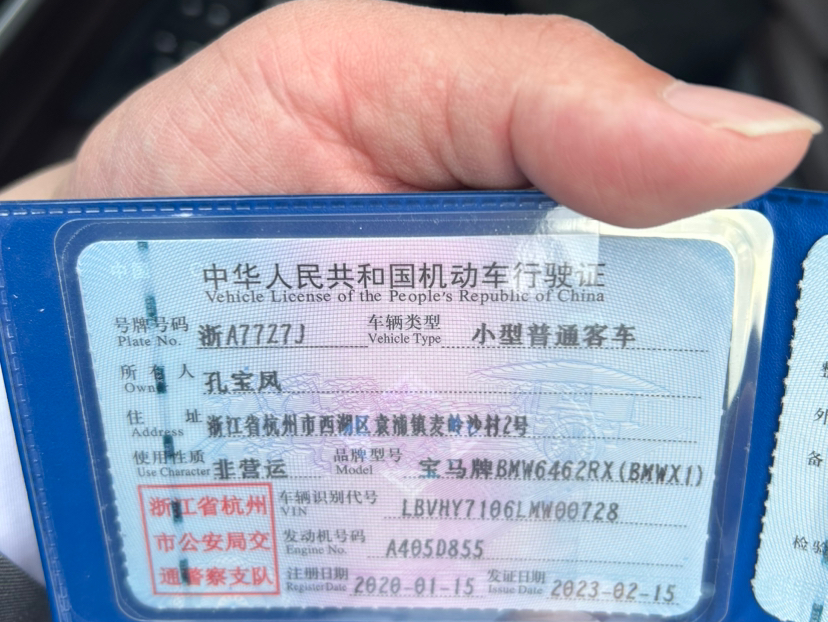 中华人民共和国机动车行驶证
Vehicle License of the People's Republic of China
号牌号码 Plate No. 浙A77Z7J 车辆类型 Vehicle Type 小型普通客车
所有人 Owner 孔宝凤
住址 Address 浙江省杭州市西湖区袁浦镇麦岭沙村2号
使用性质 Use Character 非营运 品牌型号 Model 宝马牌BMW6462RX(BMWX1)
浙江省杭州市公安局交通警察支队
车辆识别代号 VIN LBVHY7106LMW00728
发动机号码 Engine No. A405D855
注册日期 Register Date 2020-01-15 发证日期 Issue Date 2023-02-15
外
备
检验